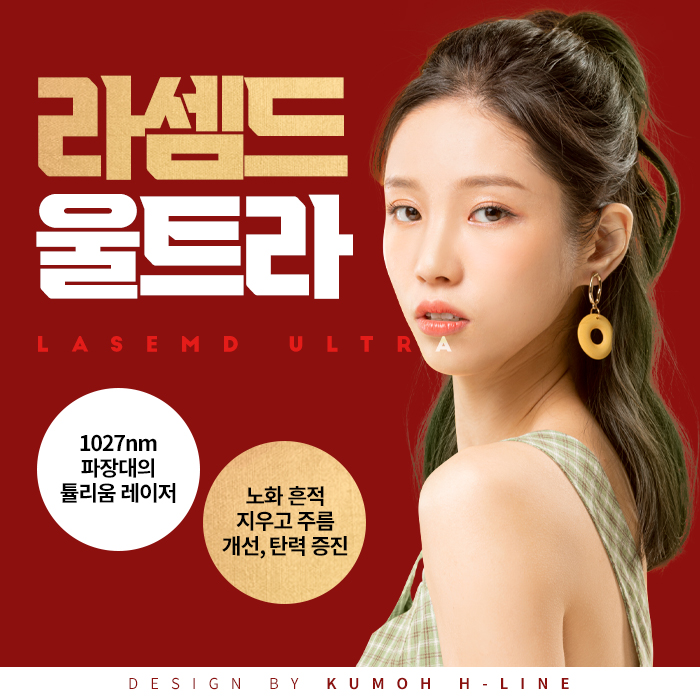 라셈드
울트라
LASEMD ULTRA
1027nm
파장대의
튤리움 레이저
노화 흔적
지우고 주름
개선, 탄력 증진
DESIGN BY KUMOH H-LINE